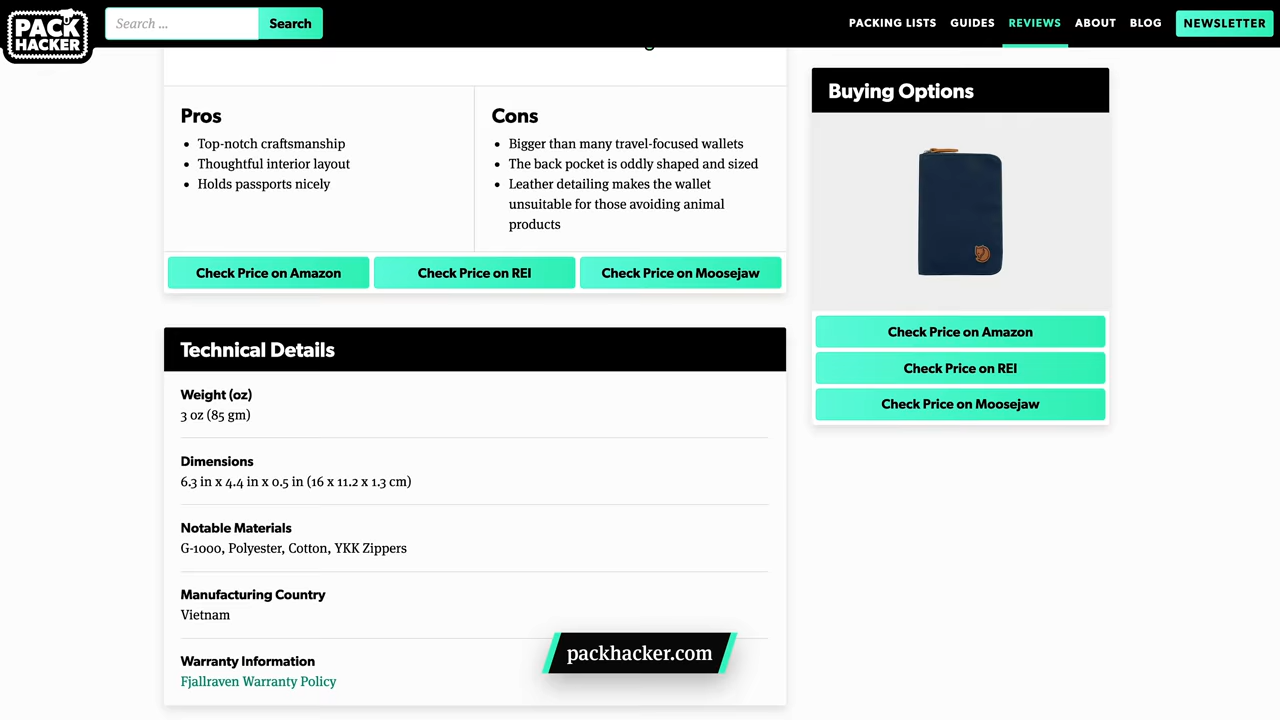 PACK
HACKER
Search ...
Search
PACKING LISTS
GUIDES
REVIEWS
ABOUT
BLOG
NEWSLETTER
Pros
Top-notch craftsmanship
Thoughtful interior layout
Holds passports nicely
Cons
Bigger than many travel-focused wallets
The back pocket is oddly shaped and sized
Leather detailing makes the wallet
unsuitable for those avoiding animal
products
Check Price on Amazon
Check Price on REI
Check Price on Moosejaw
Technical Details
Weight (oz)
3 oz (85 gm)
Dimensions
6.3 in x 4.4 in x 0.5 in (16 x 11.2 x 1.3 cm)
Notable Materials
G-1000, Polyester, Cotton, YKK Zippers
Manufacturing Country
Vietnam
Warranty Information
Fjallraven Warranty Policy
packhacker.com
Buying Options
Check Price on Amazon
Check Price on REI
Check Price on Moosejaw